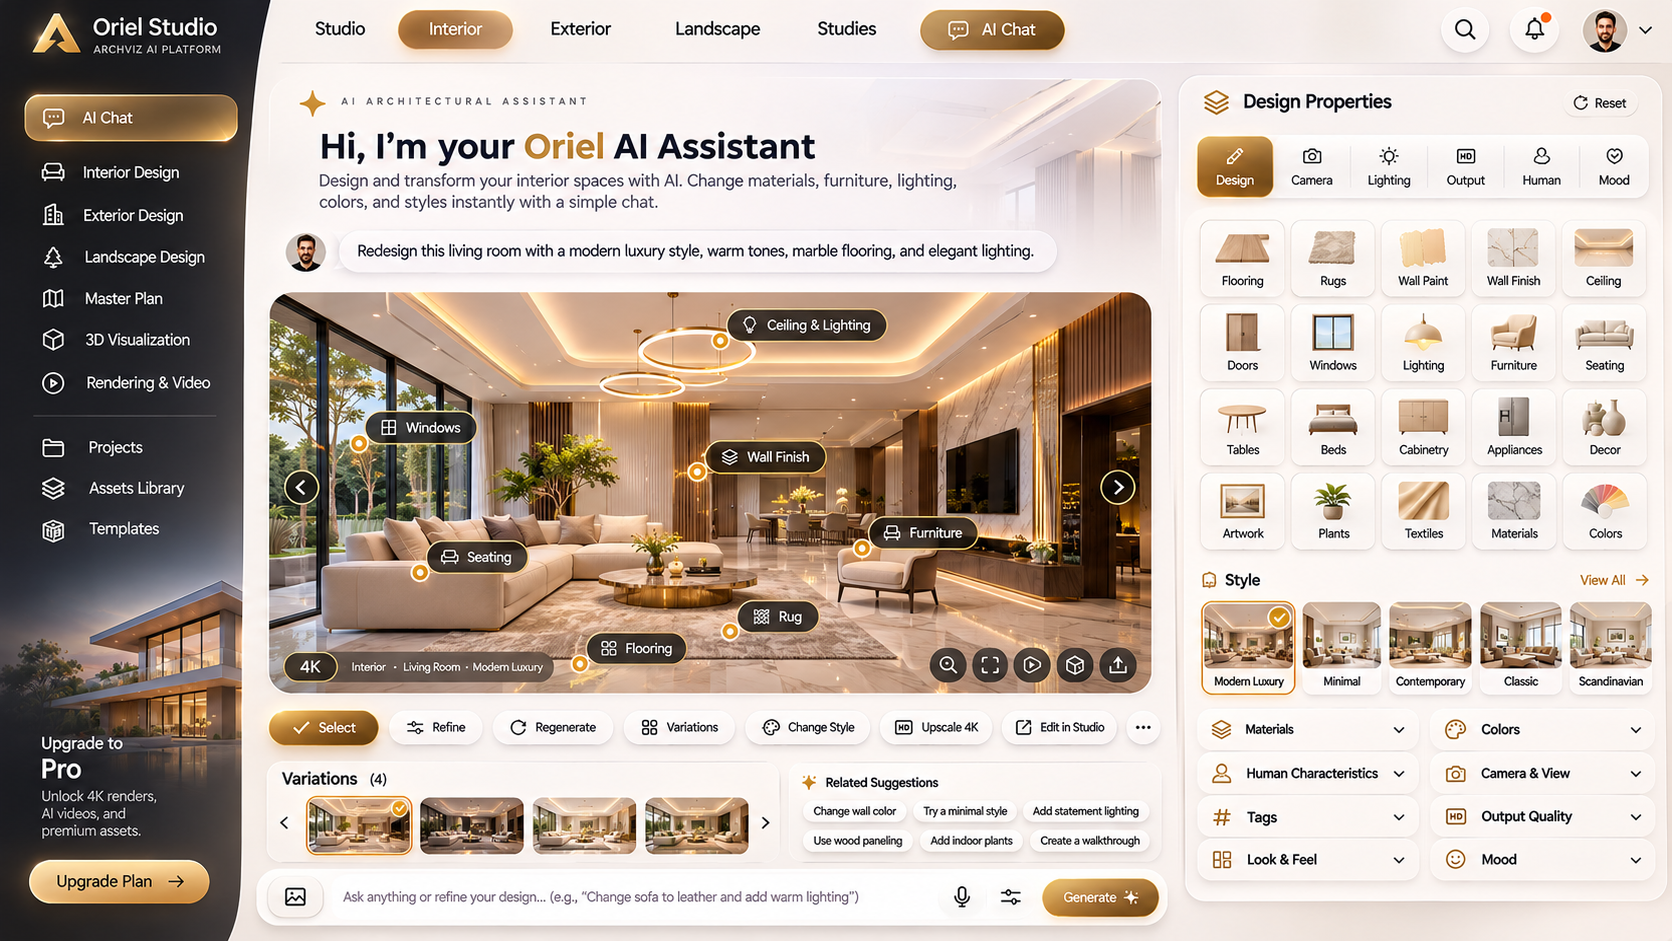 Oriel Studio
ARCHVIZ AI PLATFORM
AI Chat
Interior Design
Exterior Design
Landscape Design
Master Plan
3D Visualization
Rendering & Video
Projects
Assets Library
Templates
Upgrade to
Pro
Unlock 4K renders,
AI videos, and
premium assets.
Upgrade Plan
Studio
Interior
Exterior
Landscape
Studies
AI Chat
AI ARCHITECTURAL ASSISTANT
Hi, I'm your Oriel AI Assistant
Design and transform your interior spaces with AI. Change materials, furniture, lighting,
colors, and styles instantly with a simple chat.
Redesign this living room with a modern luxury style, warm tones, marble flooring, and elegant lighting.
Ceiling & Lighting
Windows
Wall Finish
Furniture
Seating
Rug
Flooring
4K
Interior • Living Room • Modern Luxury
Select
Refine
Regenerate
Variations
Change Style
HD Upscale 4K
Edit in Studio
Variations (4)
Related Suggestions
Change wall color
Try a minimal style
Add statement lighting
Use wood paneling
Add indoor plants
Create a walkthrough
Ask anything or refine your design... (e.g., "Change sofa to leather and add warm lighting")
Generate
Design Properties
Reset
Design
Camera
Lighting
HD
Output
Human
Mood
Flooring
Rugs
Wall Paint
Wall Finish
Ceiling
Doors
Windows
Lighting
Furniture
Seating
Tables
Beds
Cabinetry
Appliances
Decor
Artwork
Plants
Textiles
Materials
Colors
Style
View All
Modern Luxury
Minimal
Contemporary
Classic
Scandinavian
Materials
Colors
Human Characteristics
Camera & View
Tags
HD Output Quality
Look & Feel
Mood